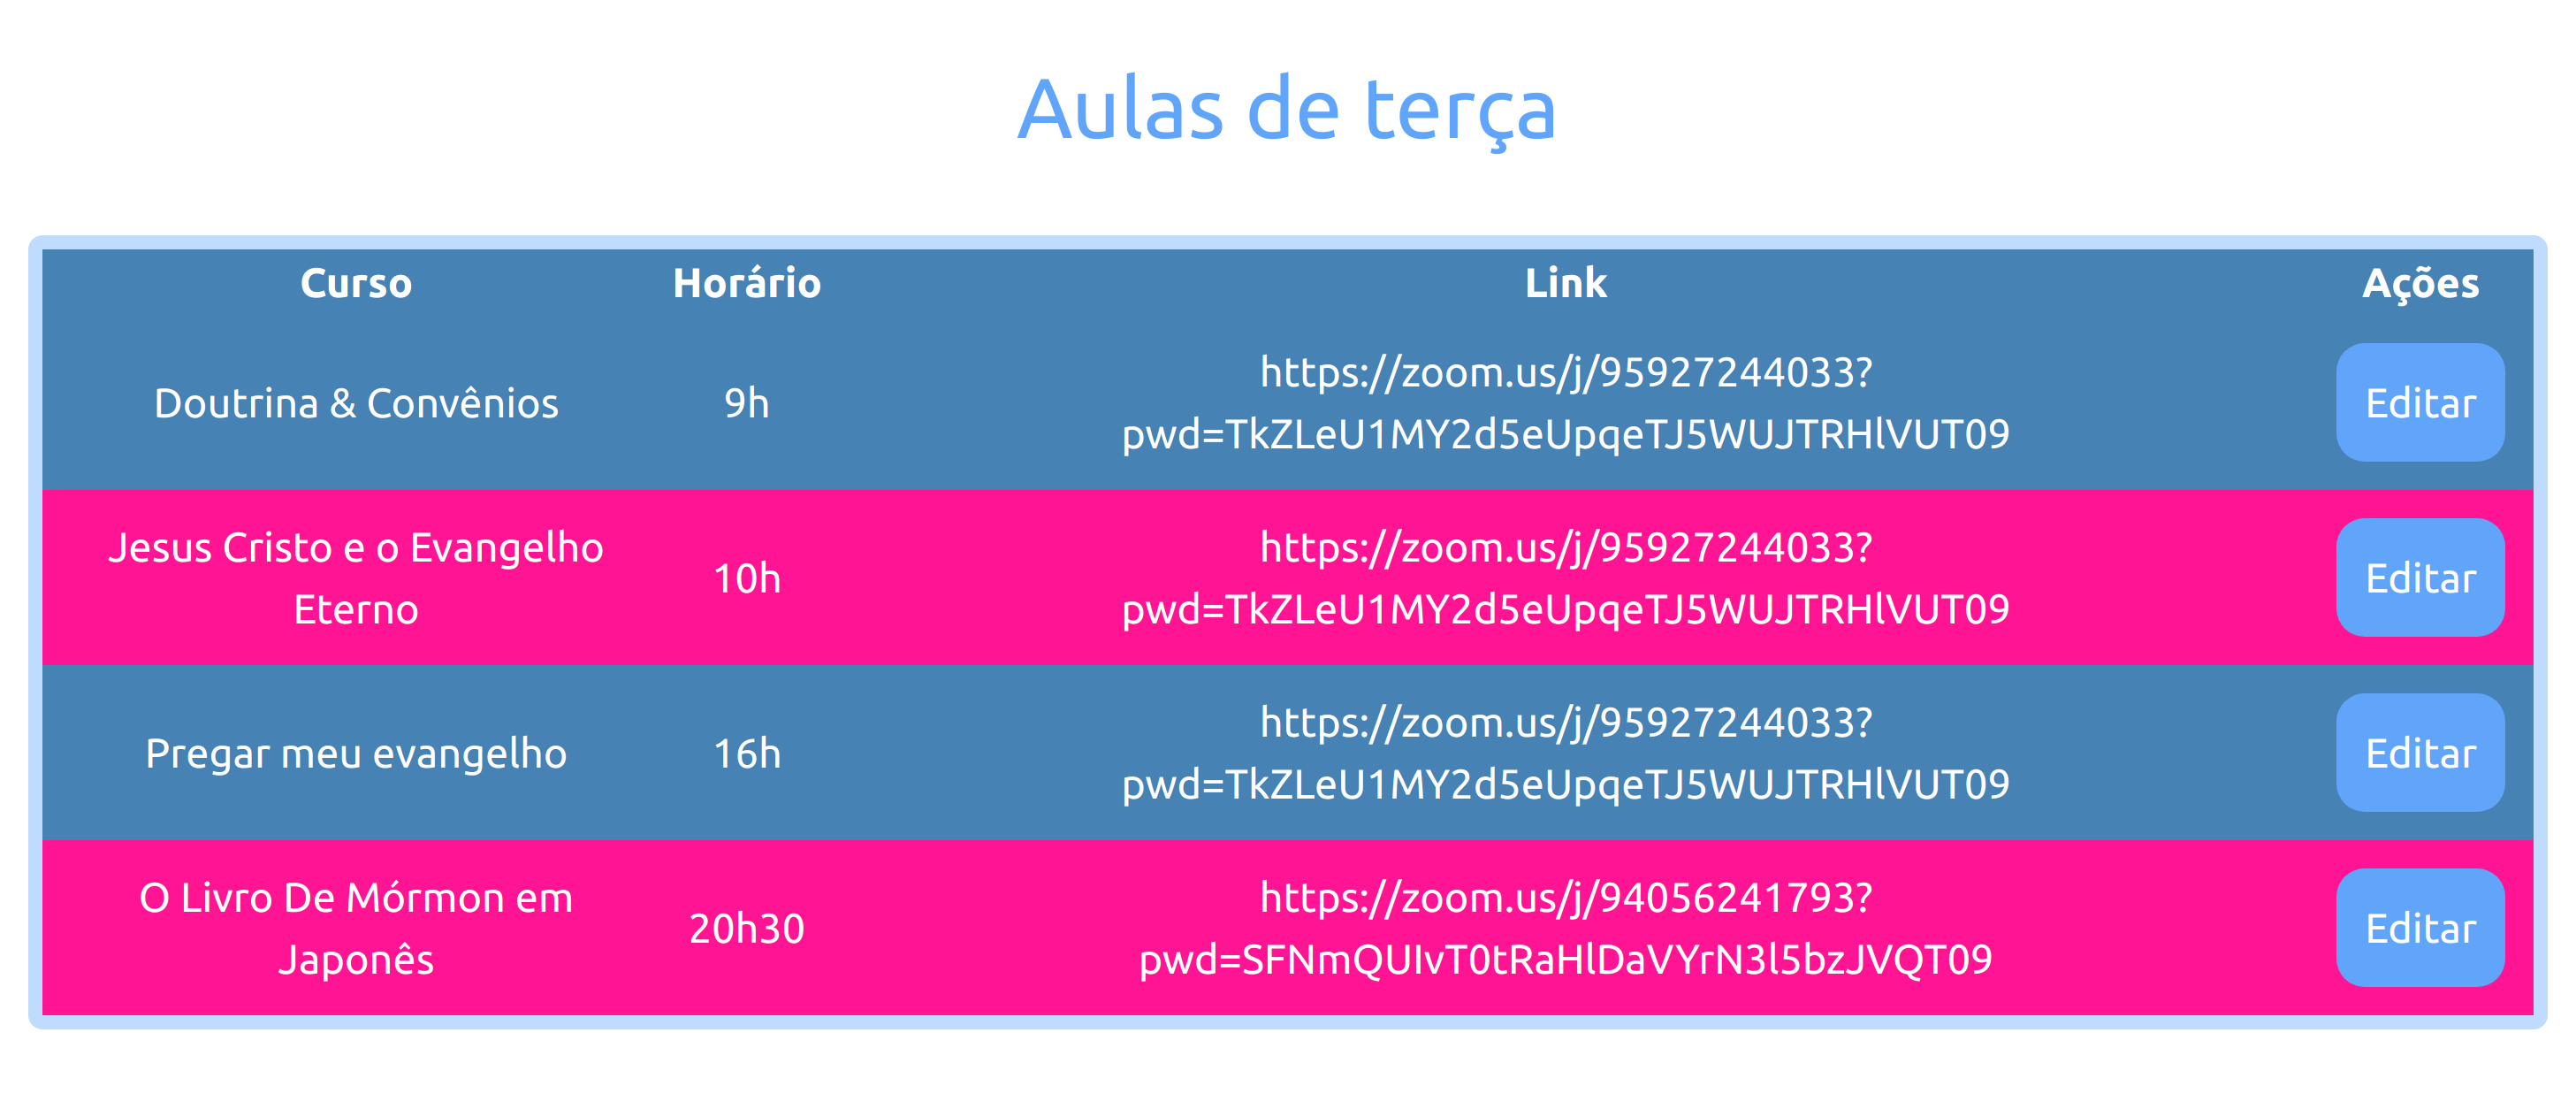 Aulas de terça
Curso Horário Link Ações
Doutrina & Convênios 9h https://zoom.us/j/95927244033? Editar
pwd=TkZLeU1MY2d5eUpqeTJ5WUJTRHlVUT09
Jesus Cristo e o Evangelho 10h https://zoom.us/j/95927244033? Editar
Eterno pwd=TkZLeU1MY2d5eUpqeTJ5WUJTRHlVUT09
Pregar meu evangelho 16h https://zoom.us/j/95927244033? Editar
pwd=TkZLeU1MY2d5eUpqeTJ5WUJTRHlVUT09
O Livro De Mórmon em 20h30 https://zoom.us/j/94056241793? Editar
Japonês pwd=SFNmQUIvT0tRaHlDaVYrN3l5bzJVQT09